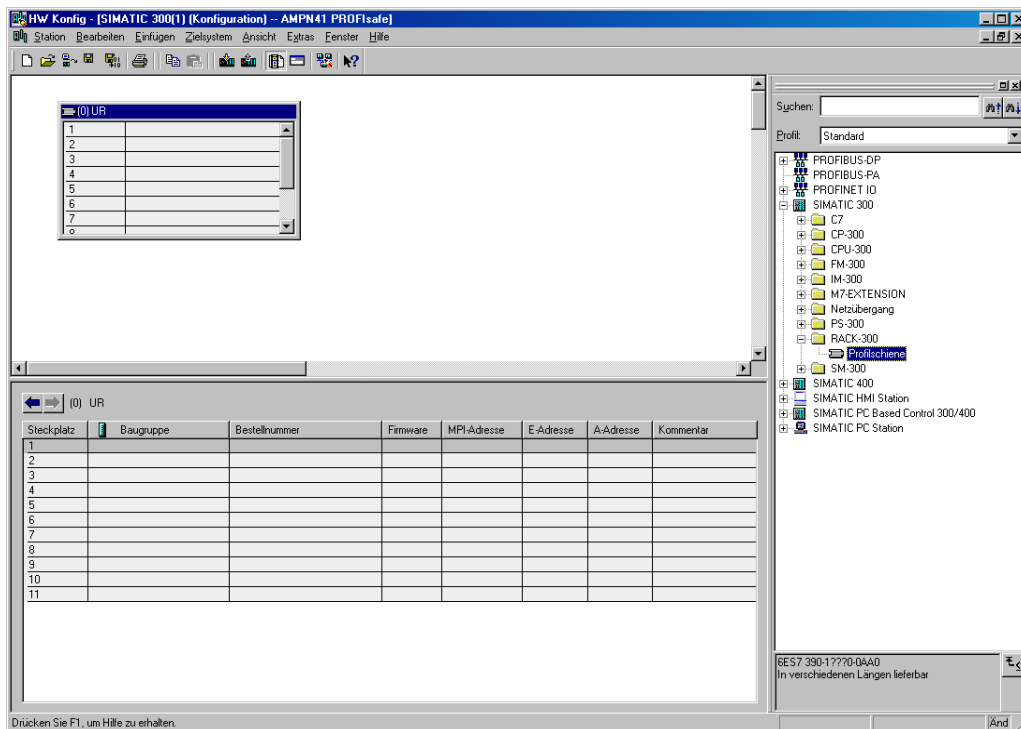 HW Konfig - [SIMATIC 300(1) (Konfiguration) -- AMPN41 PROFIsafe]
Station Bearbeiten Einfügen Zielsystem Ansicht Extras Fenster Hilfe
(0) UR
1
2
3
4
5
6
7
8
Suchen:
Profil: Standard
PROFIBUS-DP
PROFIBUS-PA
PROFINET IO
SIMATIC 300
C7
CP-300
CPU-300
FM-300
IM-300
M7-EXTENSION
Netzübergang
PS-300
RACK-300
Profilschiene
SM-300
SIMATIC 400
SIMATIC HMI Station
SIMATIC PC Based Control 300/400
SIMATIC PC Station
(0) UR
Steckplatz Baugruppe Bestellnummer Firmware MPI-Adresse E-Adresse A-Adresse Kommentar
1
2
3
4
5
6
7
8
9
10
11
6ES7 390-1???0-0AA0
In verschiedenen Längen lieferbar
Drücken Sie F1, um Hilfe zu erhalten.
Änd